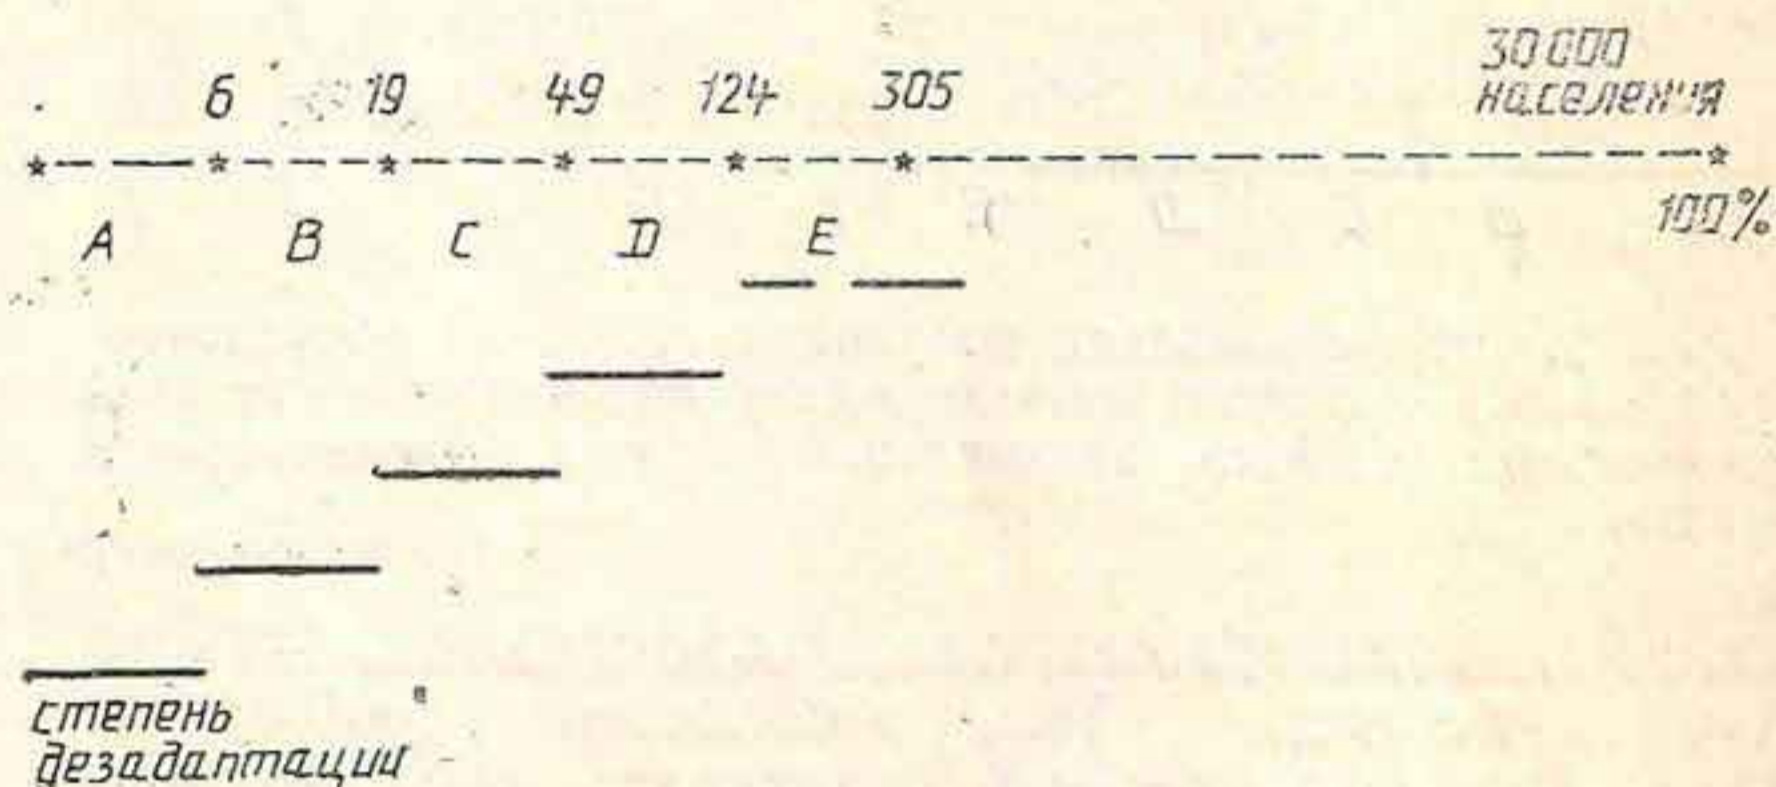 6 19 49 124 305
30 000
населения
100%
A B C D E
степень
дезадаптации